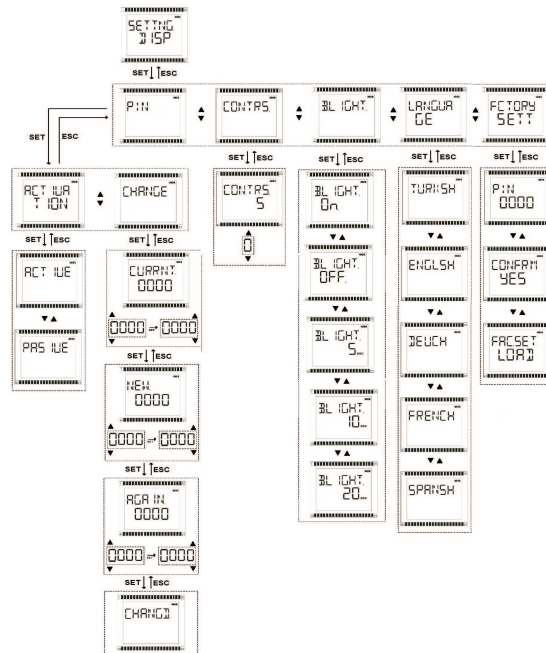 SETTNG
DISP
SET ESC
PIN
CONTRS.
BLIGHT.
LANGUA
GE
FCTORY
SETT
SET ESC
ACTIVA
TION
CHANGE
SET ESC
CONTRS.
5
0
SET ESC
BLIGHT.
On
BLIGHT.
OFF.
BLIGHT.
5
BLIGHT.
10
BLIGHT.
20
SET ESC
TURKSH
ENGLSH
DEUCH
FRENCH
SPANSH
SET ESC
PIN
0000
CONFRM
YES
FACSET
LOAD
SET ESC
ACTIVE
PASIVE
SET ESC
CURRNT.
0000
0000 0000
SET ESC
NEW.
0000
0000 0000
SET ESC
AGAIN.
0000
0000 0000
SET ESC
CHANGD.